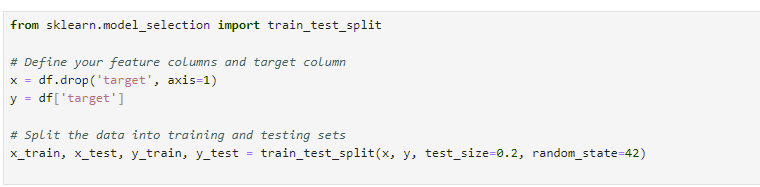 from sklearn.model_selection import train_test_split
# Define your feature columns and target column
x = df.drop('target', axis=1)
y = df['target']
# Split the data into training and testing sets
x_train, x_test, y_train, y_test = train_test_split(x, y, test_size=0.2, random_state=42)